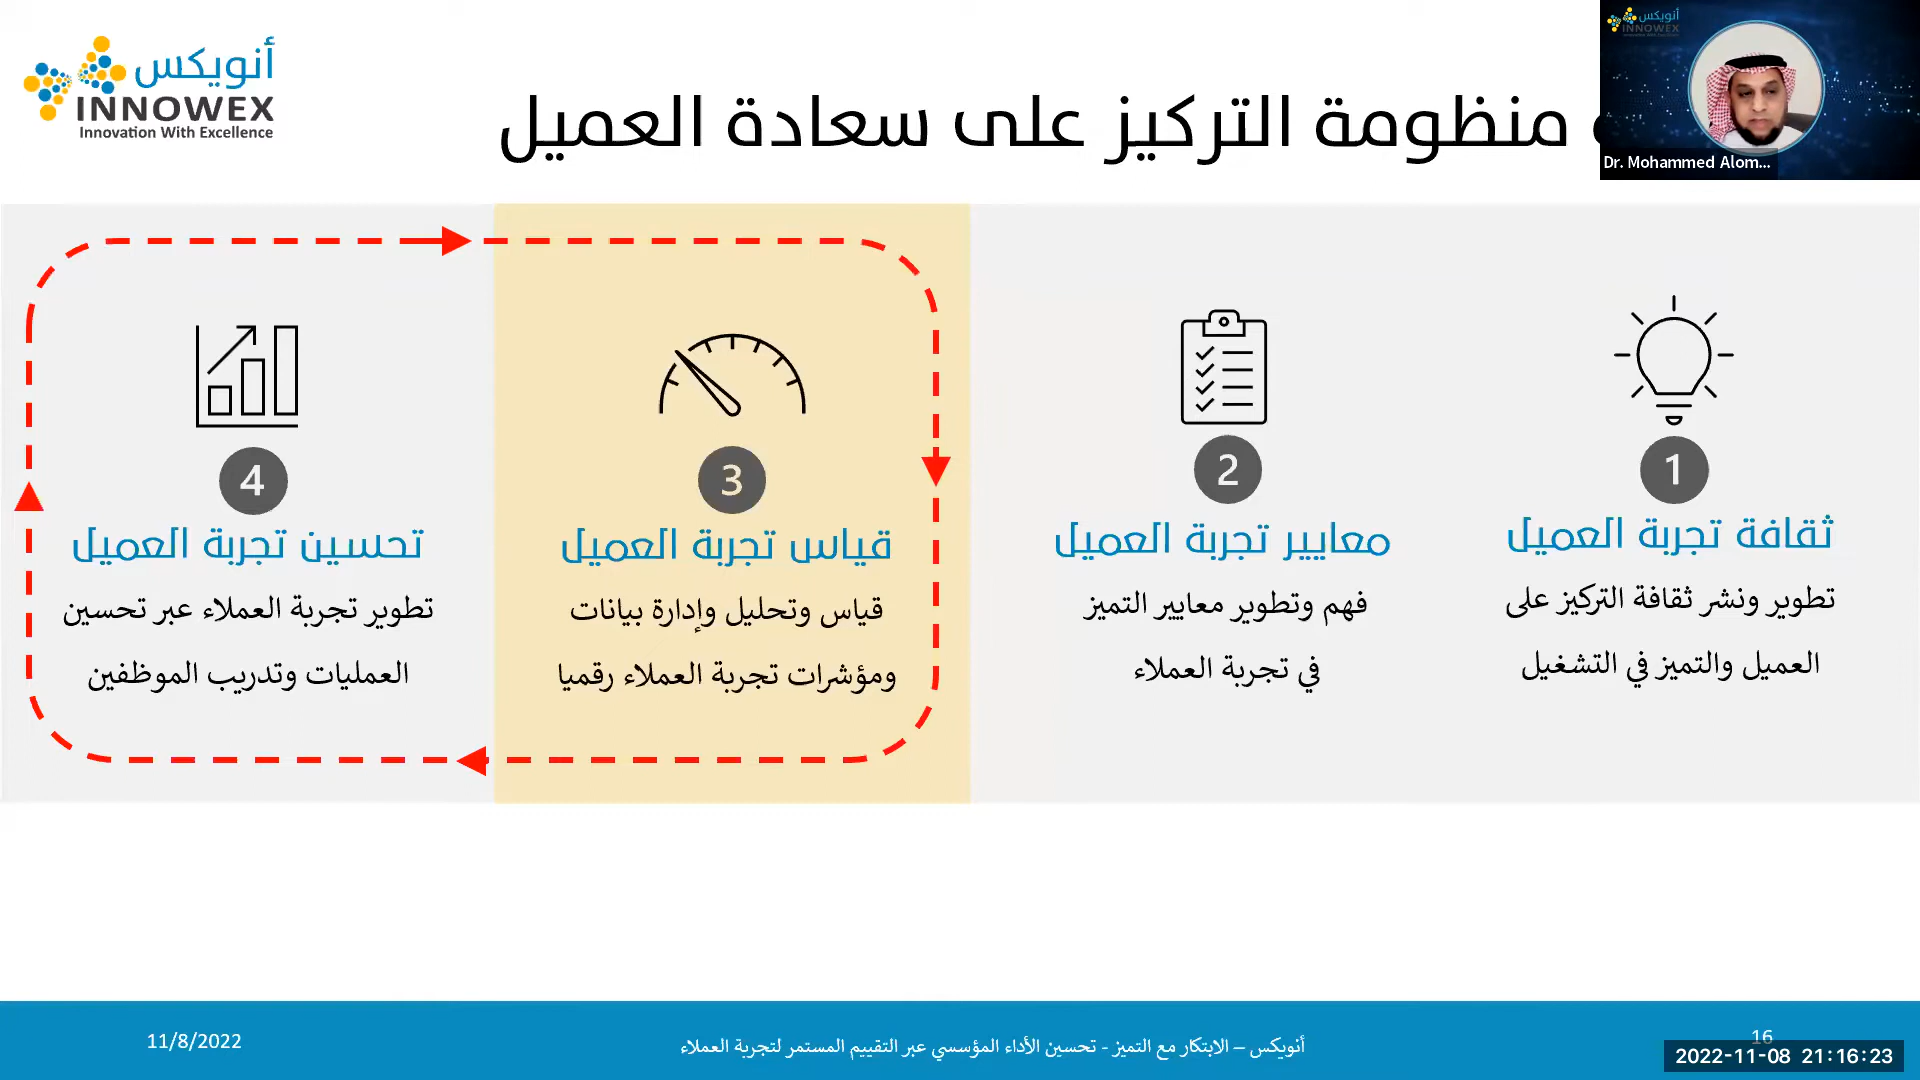 أنويكس
INNOWEX
Innovation With Excellence
منظومة التركيز على سعادة العميل
أنويكس
INNOWEX
Dr. Mohammed Alom...
1
ثقافة تجربة العميل
تطوير ونشر ثقافة التركيز على
العميل والتميز في التشغيل
2
معايير تجربة العميل
فهم وتطوير معايير التميز
في تجربة العملاء
3
قياس تجربة العميل
قياس وتحليل وإدارة بيانات
ومؤشرات تجربة العملاء رقميا
4
تحسين تجربة العميل
تطوير تجربة العملاء عبر تحسين
العمليات وتدريب الموظفين
16
أنويكس – الابتكار مع التميز - تحسين الأداء المؤسسي عبر التقييم المستمر لتجربة العملاء
11/8/2022
2022-11-08 21:16:23